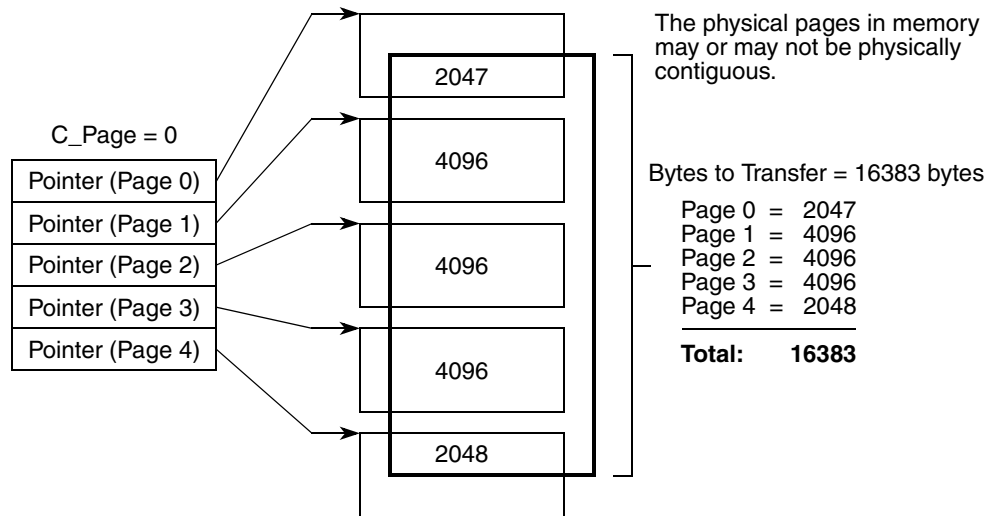 The physical pages in memory
may or may not be physically
contiguous.
2047
C_Page = 0
Pointer (Page 0)
Pointer (Page 1)
Pointer (Page 2)
Pointer (Page 3)
Pointer (Page 4)
4096
4096
4096
2048
Bytes to Transfer = 16383 bytes
Page 0 = 2047
Page 1 = 4096
Page 2 = 4096
Page 3 = 4096
Page 4 = 2048
Total: 16383